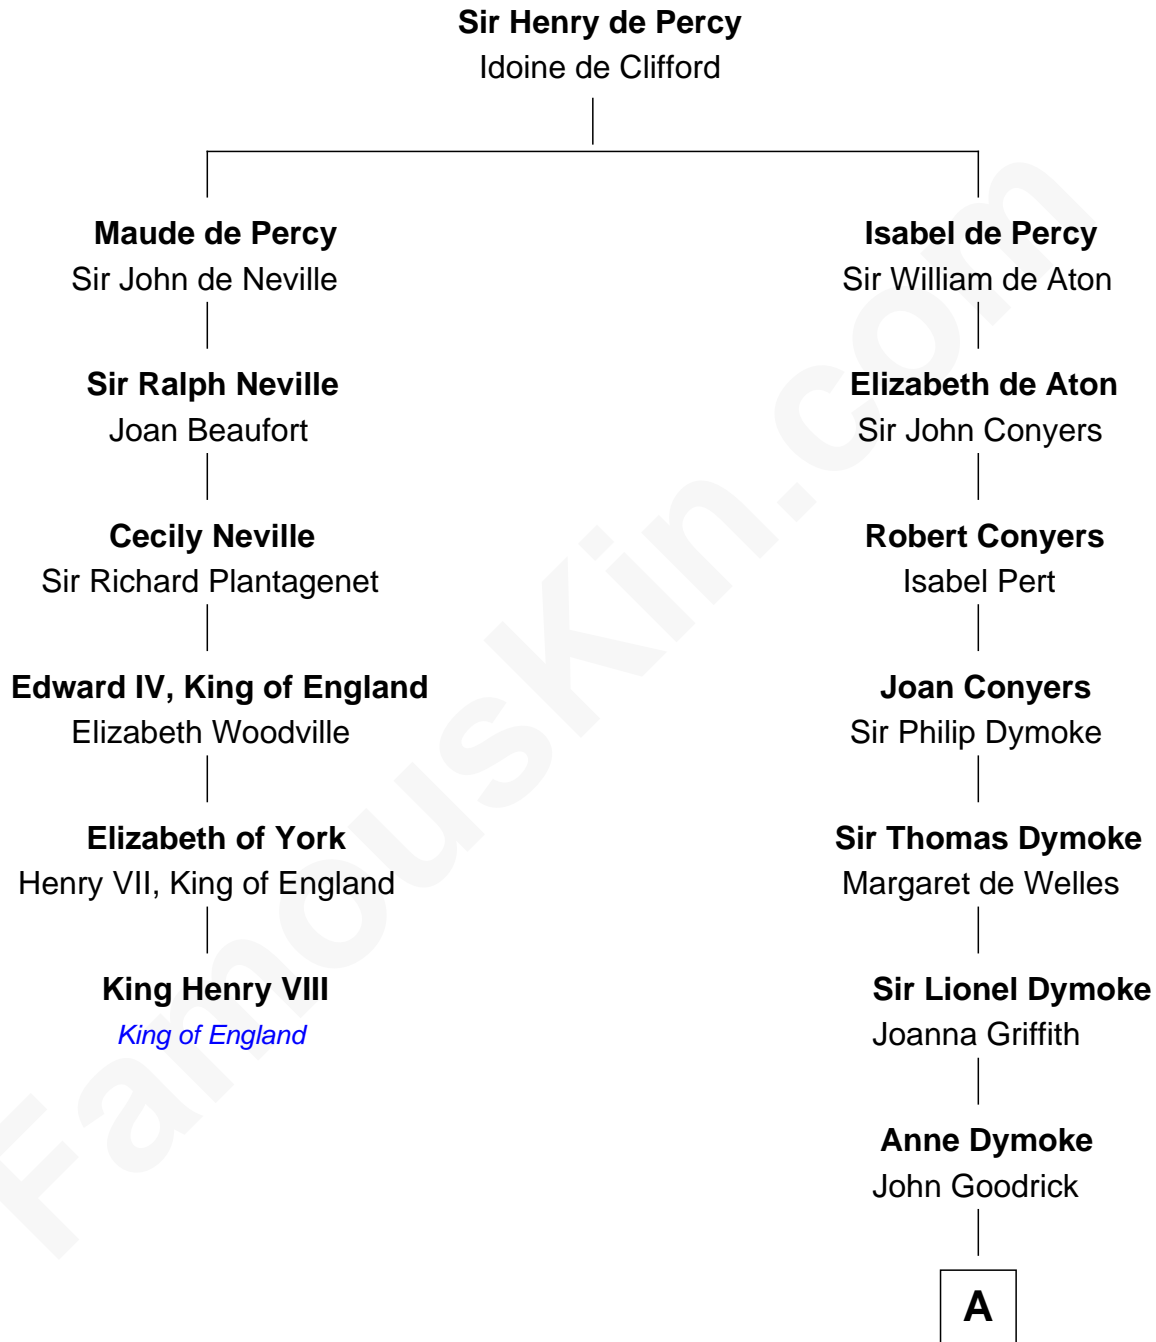 Sir Henry de Percy
Idoine de Clifford
Maude de Percy
Sir John de Neville
Isabel de Percy
Sir William de Aton
Sir Ralph Neville
Joan Beaufort
Elizabeth de Aton
Sir John Conyers
Cecily Neville
Sir Richard Plantagenet
Robert Conyers
Isabel Pert
Edward IV, King of England
Elizabeth Woodville
Joan Conyers
Sir Philip Dymoke
Elizabeth of York
Henry VII, King of England
Sir Thomas Dymoke
Margaret de Welles
King Henry VIII
King of England
Sir Lionel Dymoke
Joanna Griffith
Anne Dymoke
John Goodrick
A
FamousKin.com